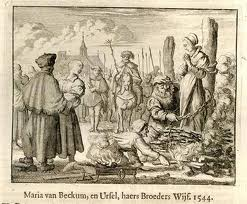 Maria van Beckum, en Ursel, haers Broeders Wijf. 1544.